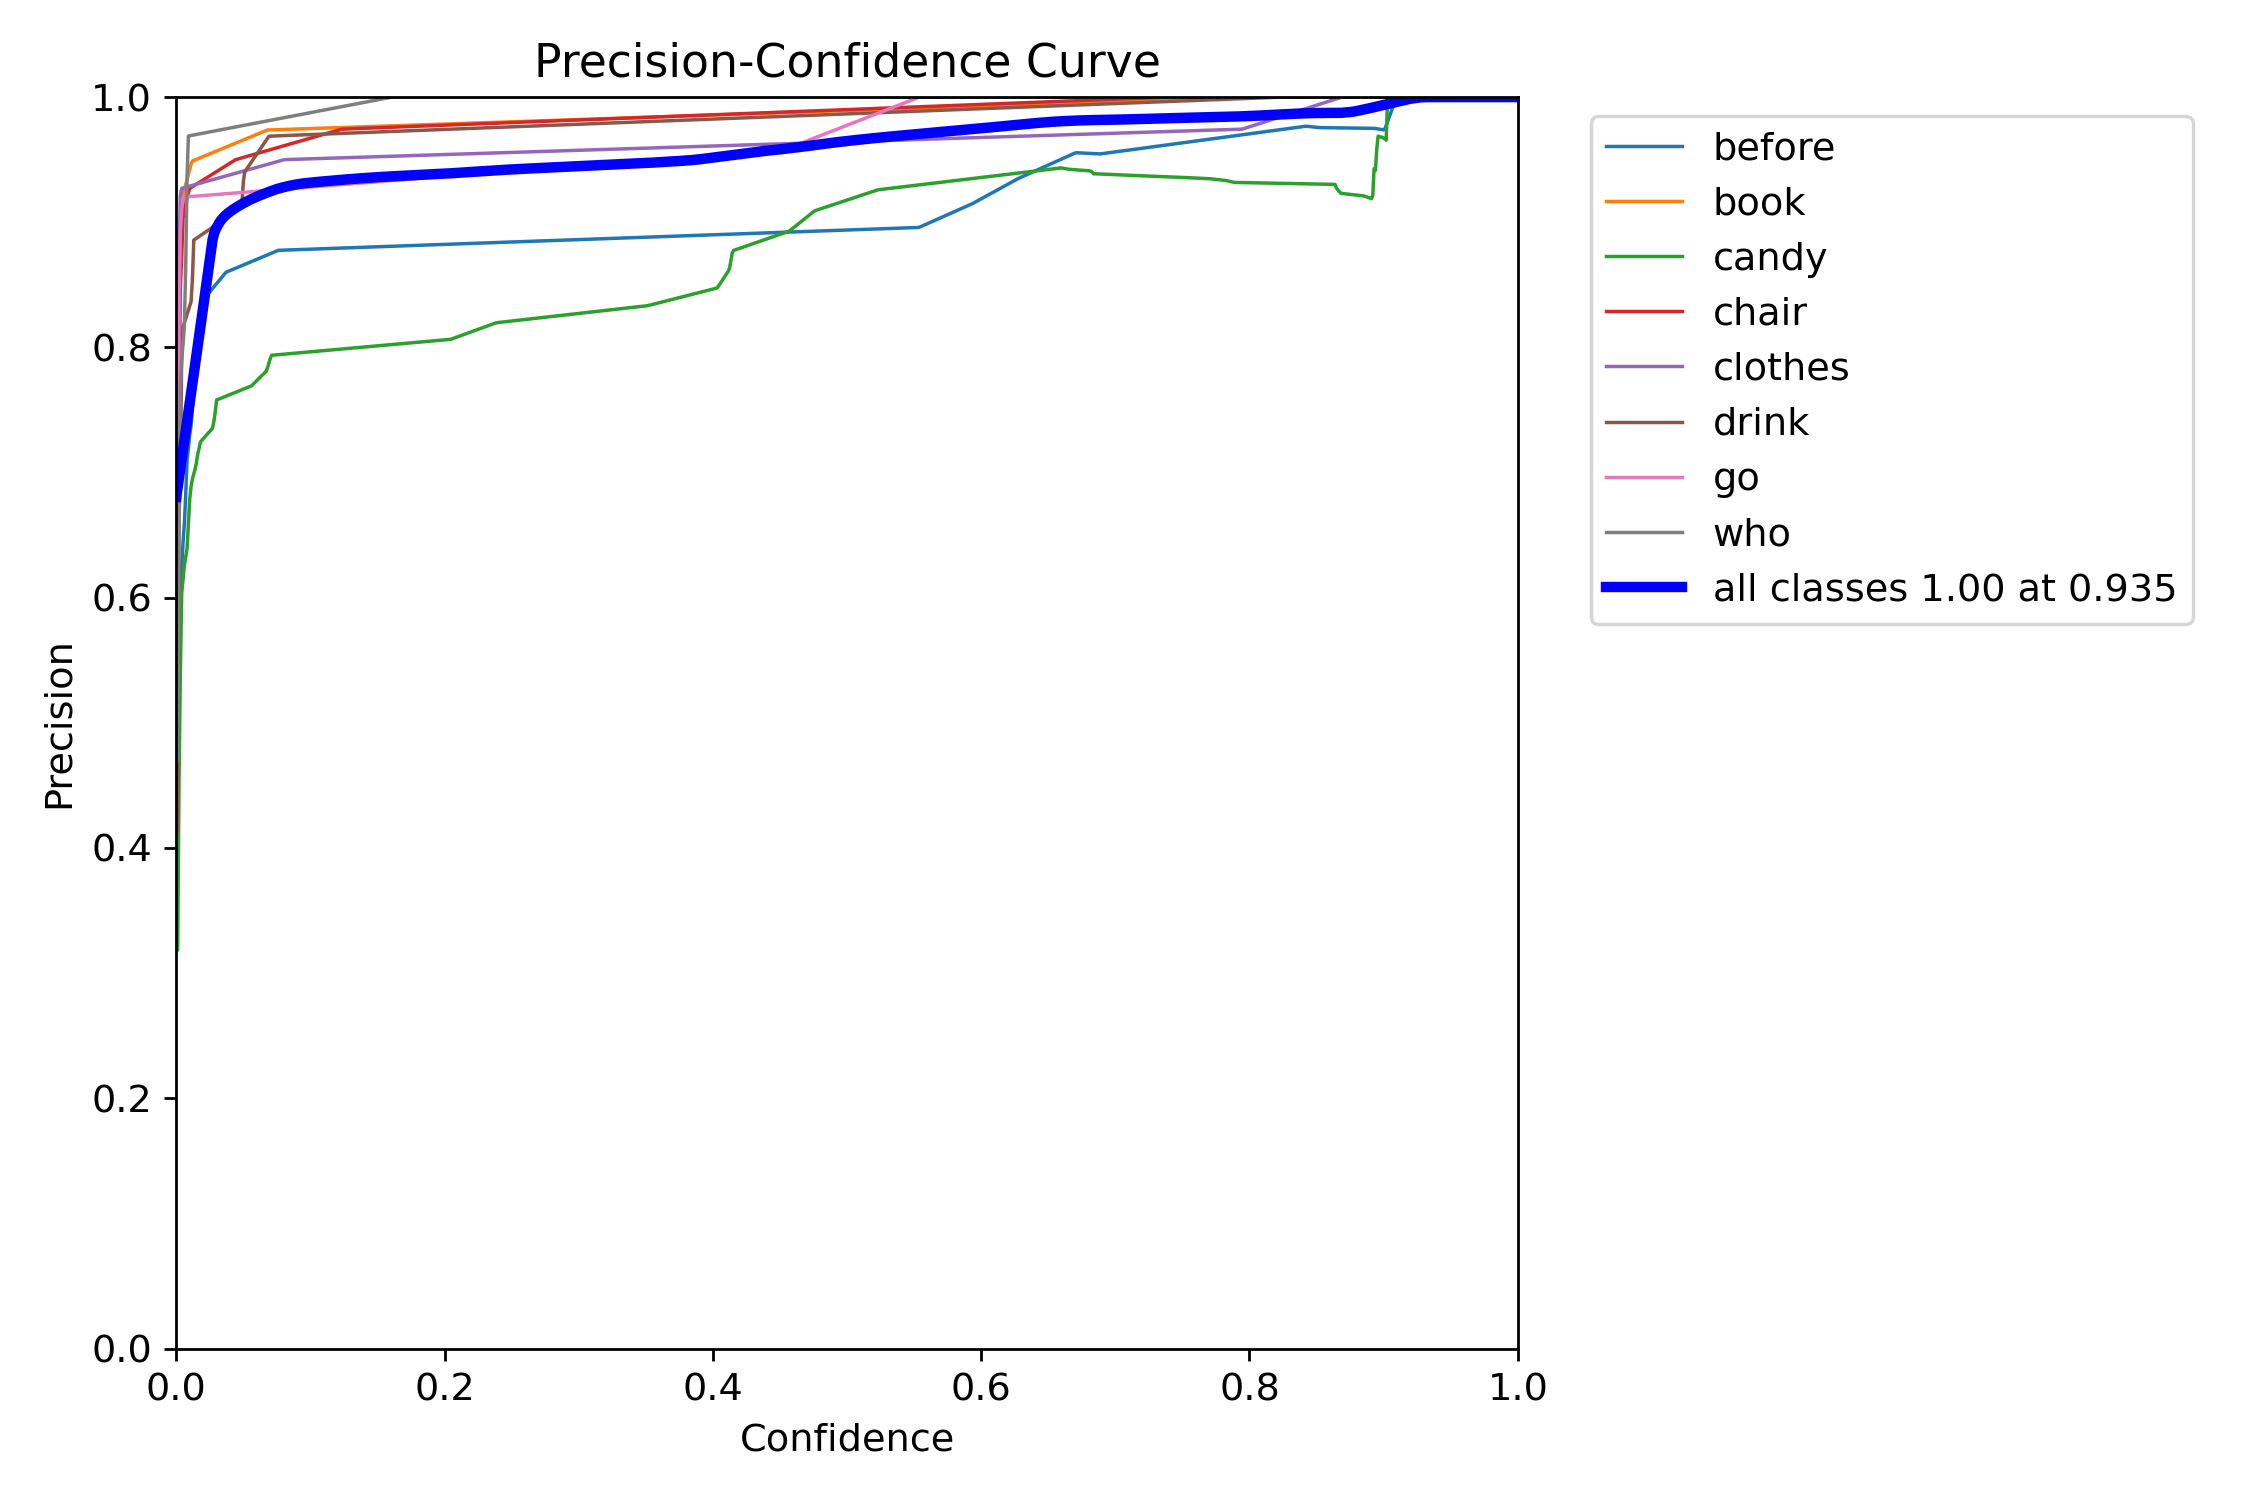 Precision-Confidence Curve
1.0
0.8
0.6
0.4
0.2
0.0
Precision
0.0 0.2 0.4 0.6 0.8 1.0
Confidence
before
book
candy
chair
clothes
drink
go
who
all classes 1.00 at 0.935